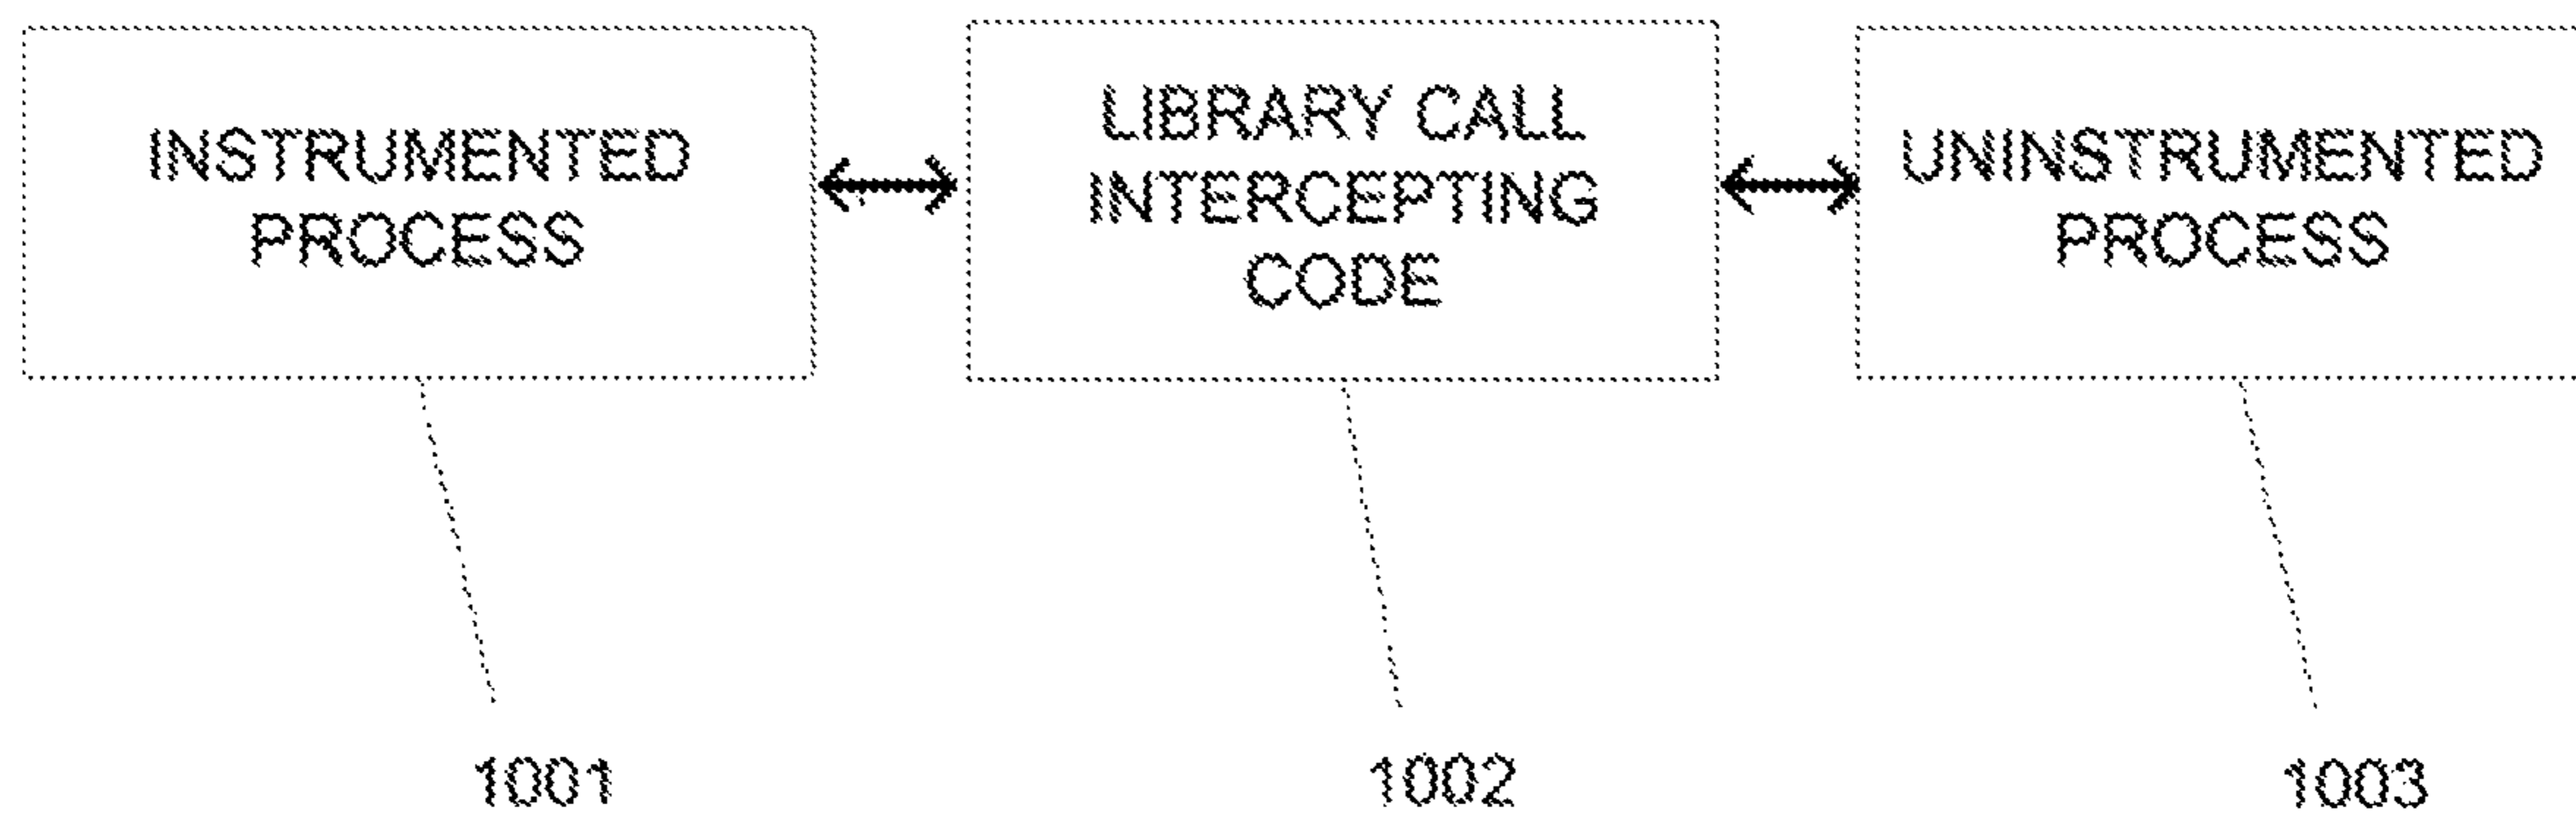 INSTRUMENTED
PROCESS
LIBRARY CALL
INTERCEPTING
CODE
UNINSTRUMENTED
PROCESS
1001
1002
1003